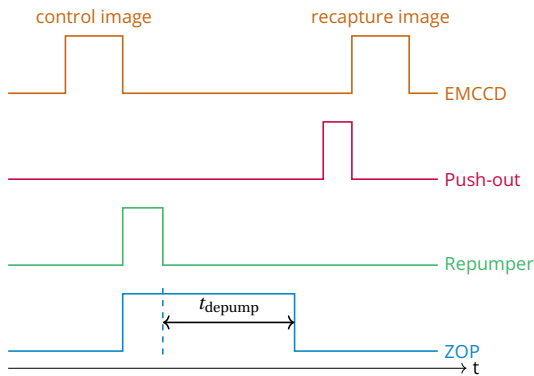 control image
recapture image
EMCCD
Push-out
Repumper
t_depump
ZOP
t